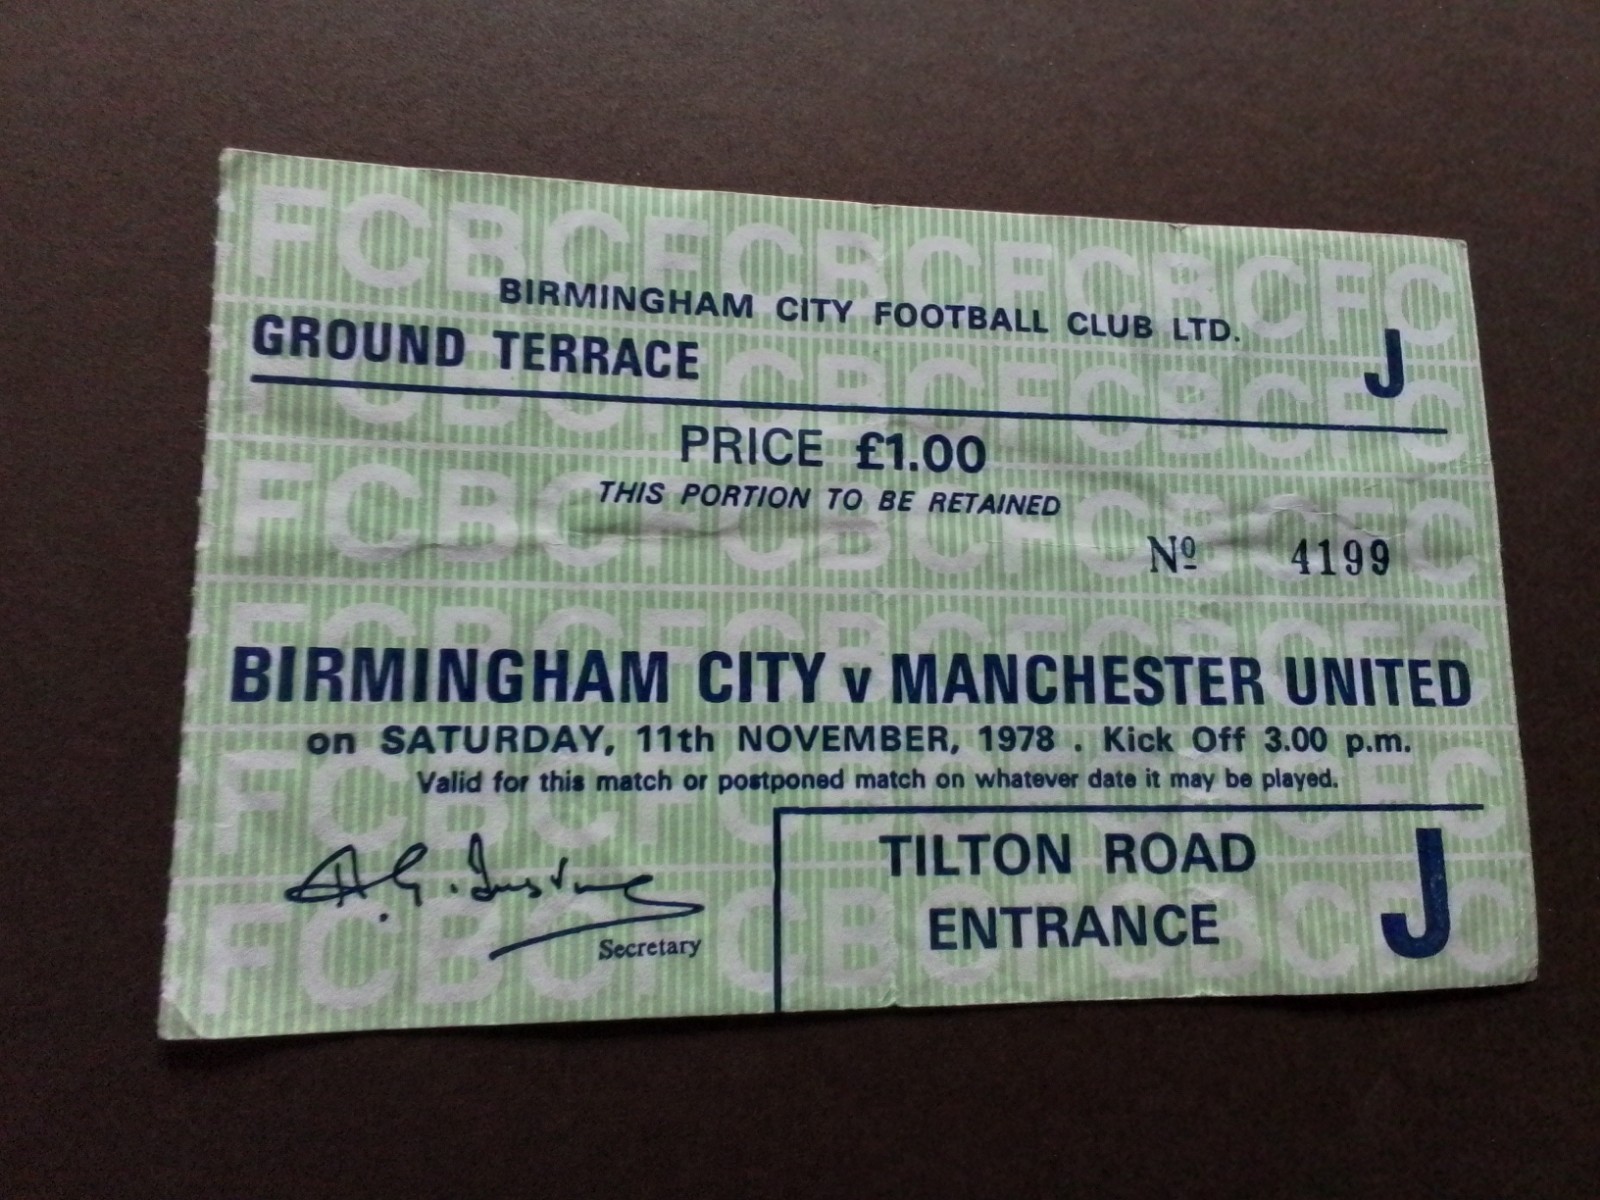 BIRMINGHAM CITY FOOTBALL CLUB LTD.
GROUND TERRACE J
PRICE £1.00
THIS PORTION TO BE RETAINED
Nº 4199
BIRMINGHAM CITY v MANCHESTER UNITED
on SATURDAY, 11th NOVEMBER, 1978 . Kick Off 3.00 p.m.
Valid for this match or postponed match on whatever date it may be played.
Secretary
TILTON ROAD
ENTRANCE
J